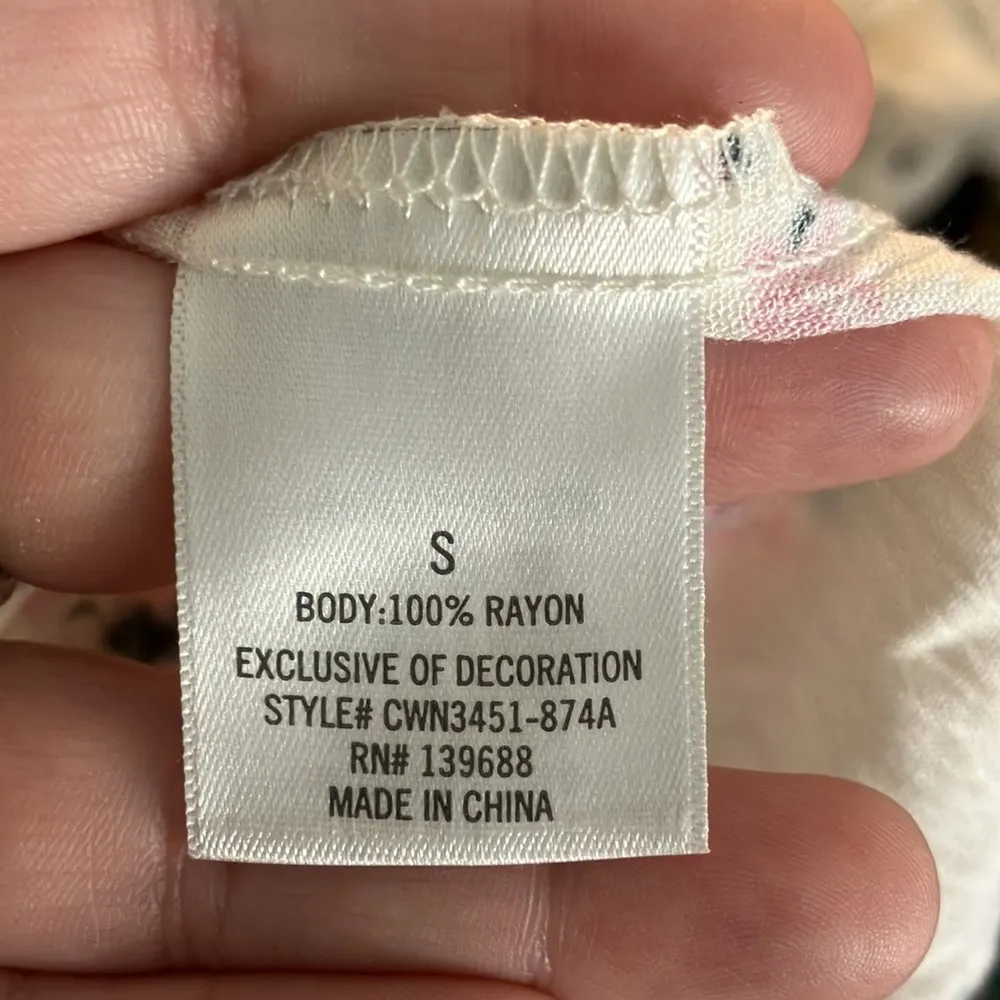 S
BODY:100% RAYON
EXCLUSIVE OF DECORATION
STYLE# CWN3451-874A
RN# 139688
MADE IN CHINA